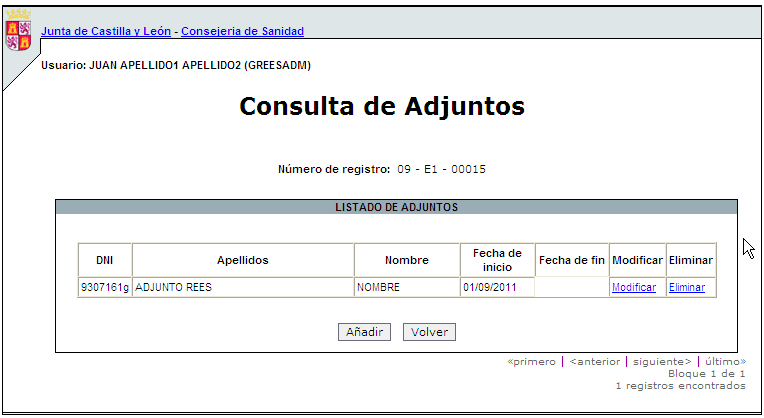 Junta de Castilla y León - Consejeria de Sanidad
Usuario: JUAN APELLIDO1 APELLIDO2 (GREESADM)
Consulta de Adjuntos
Número de registro: 09 - E1 - 00015
LISTADO DE ADJUNTOS
DNI Apellidos Nombre Fecha de inicio Fecha de fin Modificar Eliminar
9307161g ADJUNTO REES NOMBRE 01/09/2011 Modificar Eliminar
Añadir Volver
«primero | <anterior | siguiente> | último»
Bloque 1 de 1
1 registros encontrados